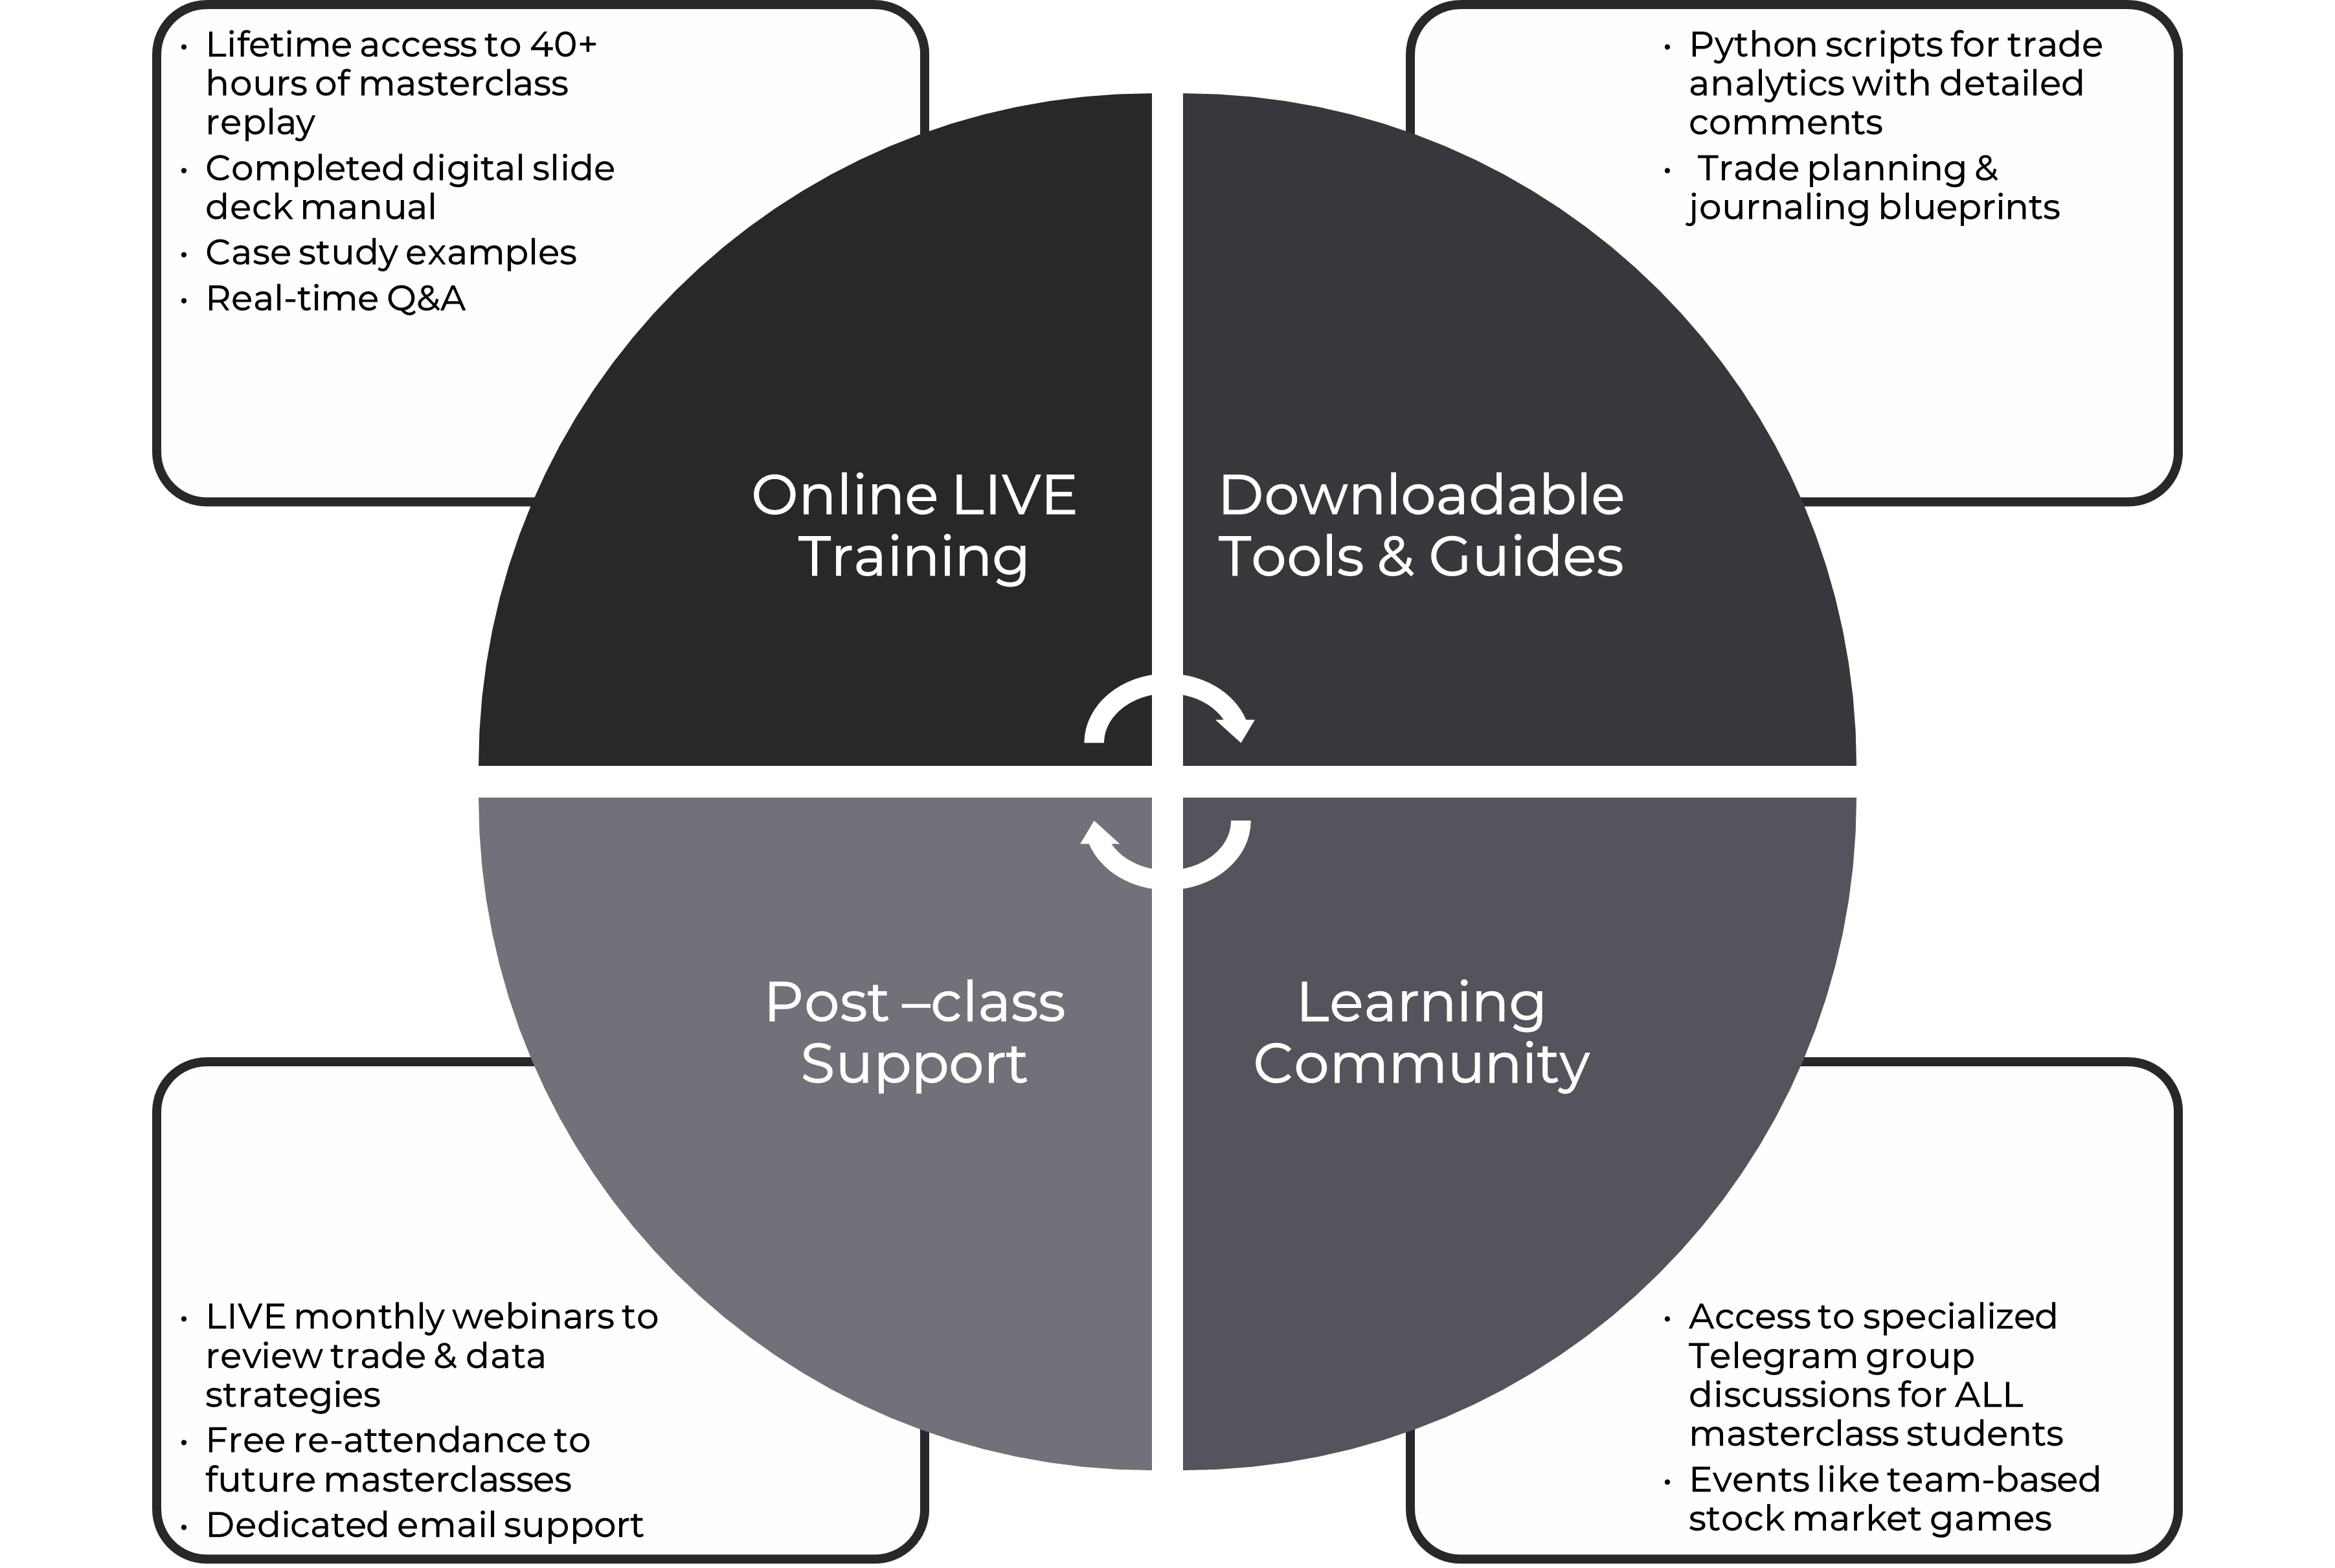 • Lifetime access to 40+
hours of masterclass
replay
• Completed digital slide
deck manual
• Case study examples
• Real-time Q&A
• Python scripts for trade
analytics with detailed
comments
• Trade planning &
journaling blueprints
Online LIVE
Training
Downloadable
Tools & Guides
Post –class
Support
Learning
Community
• LIVE monthly webinars to
review trade & data
strategies
• Free re-attendance to
future masterclasses
• Dedicated email support
• Access to specialized
Telegram group
discussions for ALL
masterclass students
• Events like team-based
stock market games